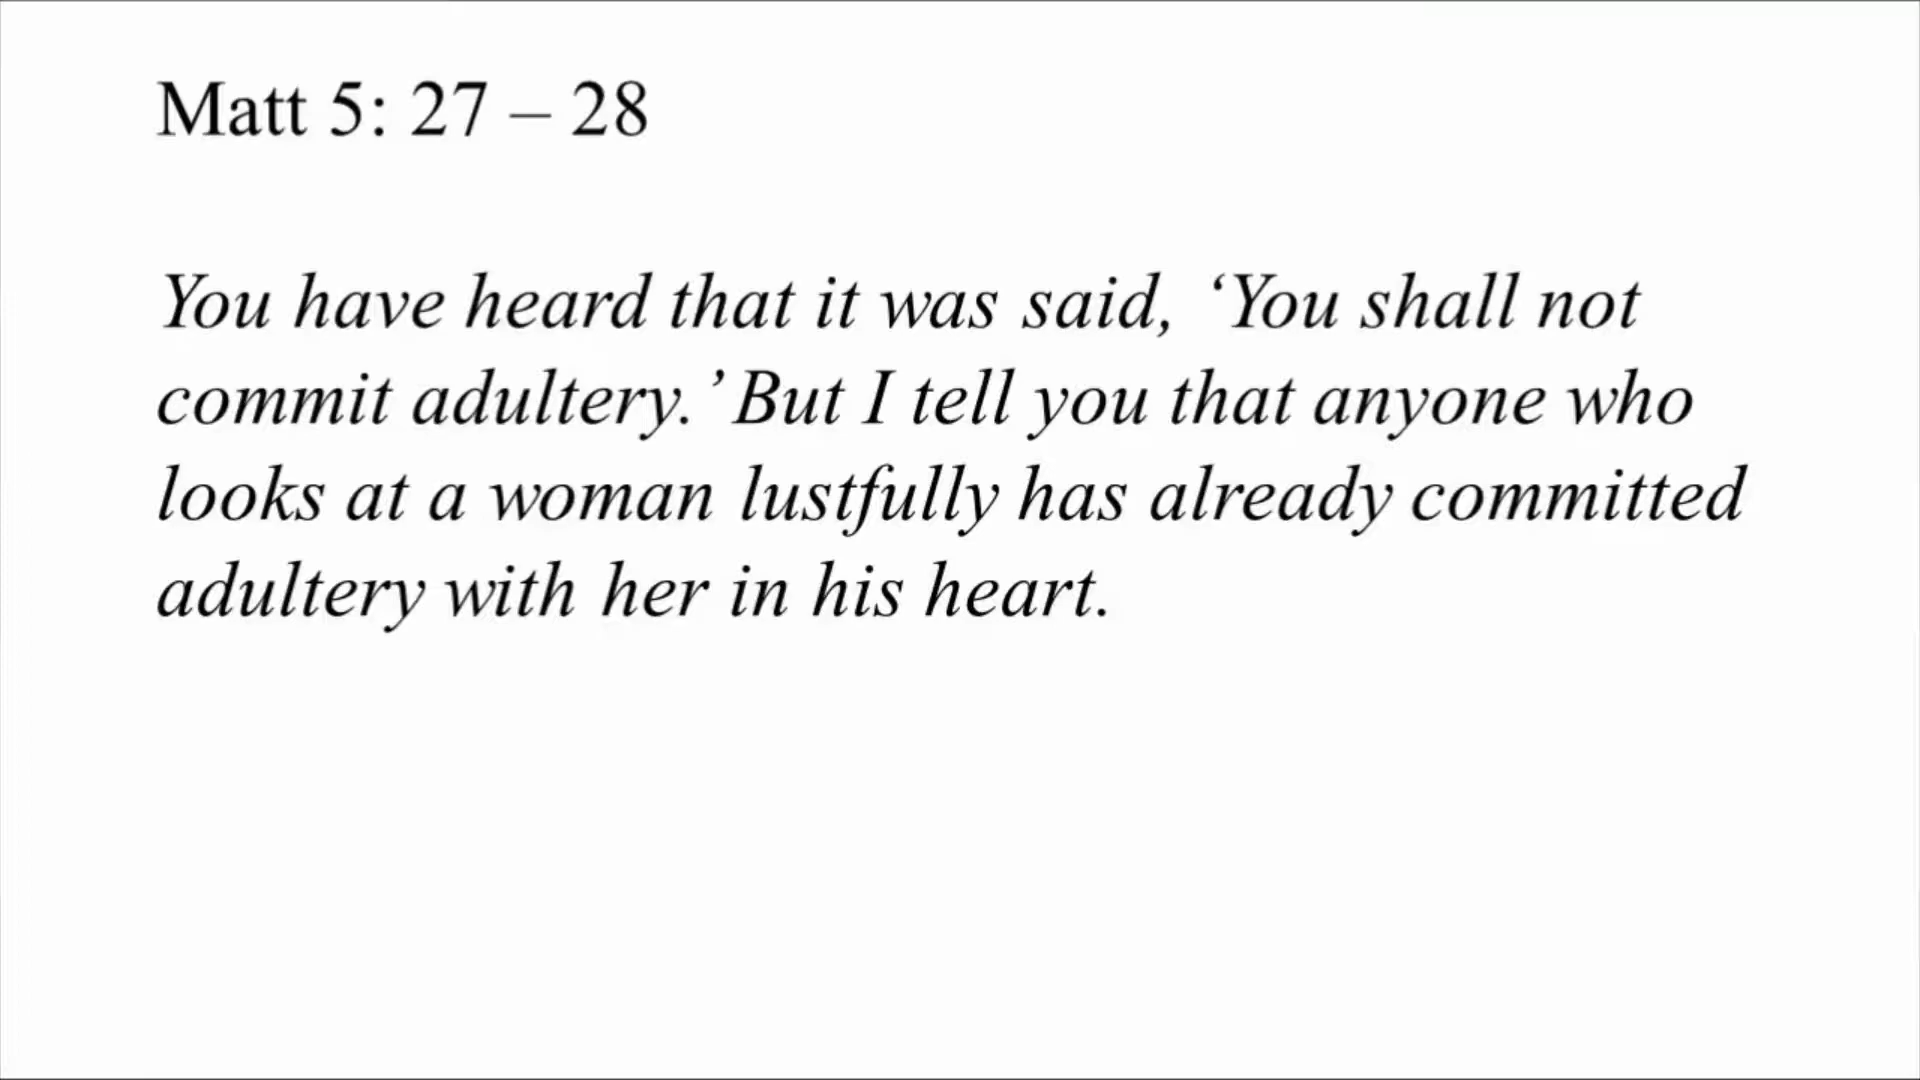 Matt 5: 27 – 28
You have heard that it was said, ‘You shall not
commit adultery.’ But I tell you that anyone who
looks at a woman lustfully has already committed
adultery with her in his heart.